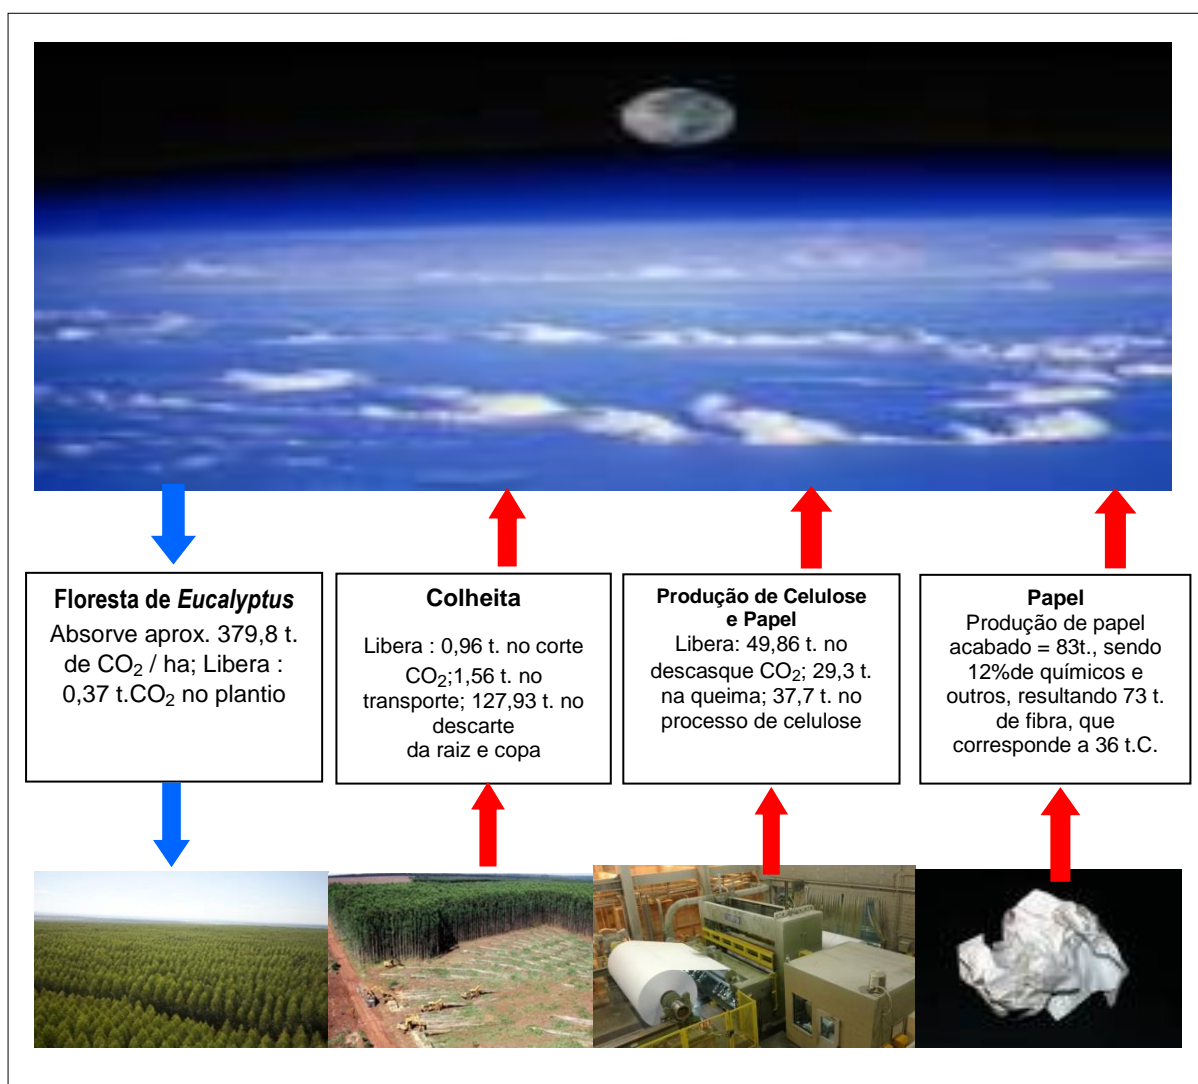 Floresta de Eucalyptus
Absorve aprox. 379,8 t.
de CO₂ / ha; Libera :
0,37 t.CO₂ no plantio
Colheita
Libera : 0,96 t. no corte
CO₂;1,56 t. no
transporte; 127,93 t. no
descarte
da raiz e copa
Produção de Celulose
e Papel
Libera: 49,86 t. no
descasque CO₂; 29,3 t.
na queima; 37,7 t. no
processo de celulose
Papel
Produção de papel
acabado = 83t., sendo
12%de químicos e
outros, resultando 73 t.
de fibra, que
corresponde a 36 t.C.